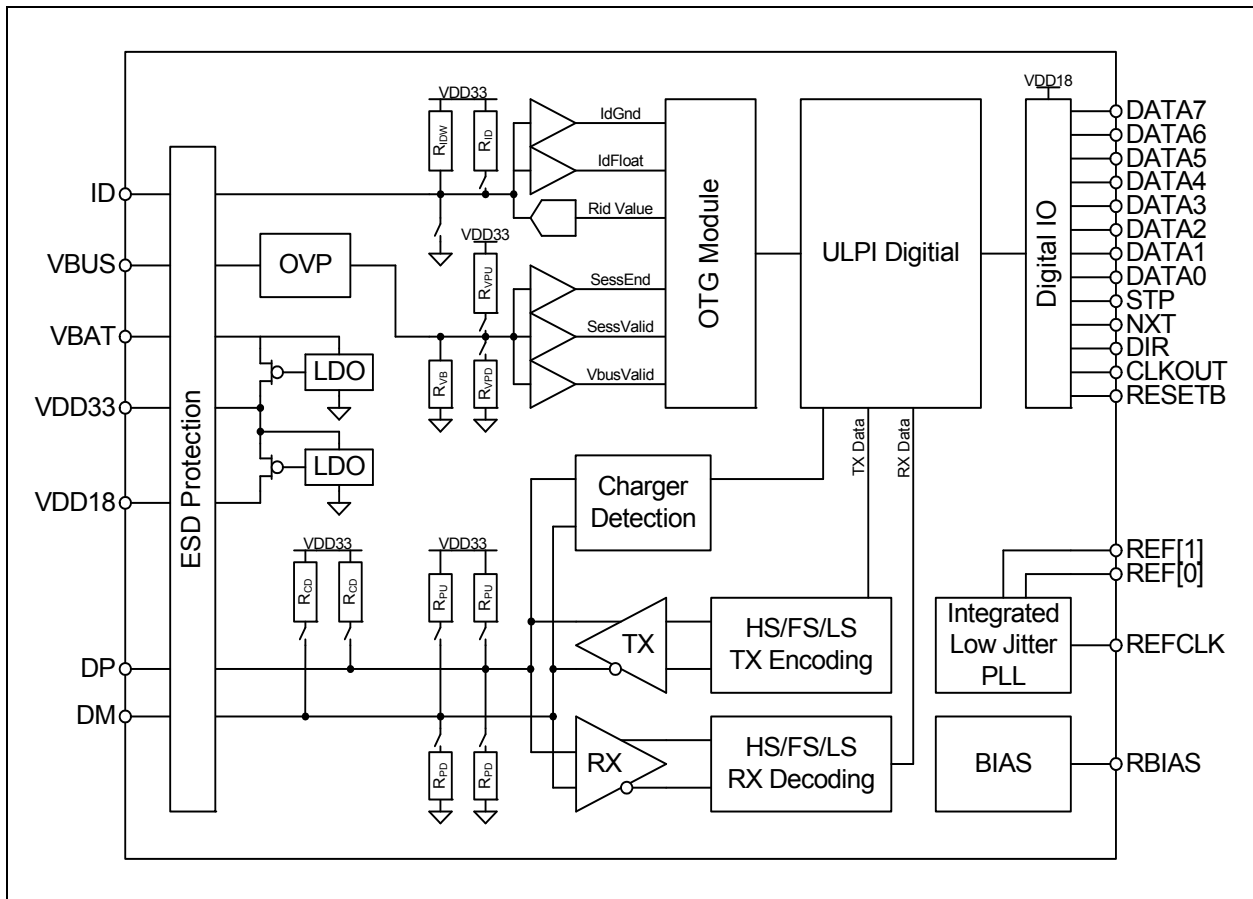 VDD33
VDD18
R_IDW
R_ID
IdGnd
IdFloat
Rid Value
ID
VBUS
VBAT
VDD33
VDD18
DP
DM
ESD Protection
OVP
LDO
LDO
VDD33
R_VPU
R_VB
R_VPD
SessEnd
SessValid
VbusValid
OTG Module
ULPI Digitial
Digital IO
DATA7
DATA6
DATA5
DATA4
DATA3
DATA2
DATA1
DATA0
STP
NXT
DIR
CLKOUT
RESETB
TX Data
RX Data
Charger
Detection
VDD33
R_CD
R_CD
VDD33
R_PU
R_PU
R_PD
R_PD
TX
HS/FS/LS
TX Encoding
RX
HS/FS/LS
RX Decoding
REF[1]
REF[0]
Integrated
Low Jitter
PLL
REFCLK
BIAS
RBIAS